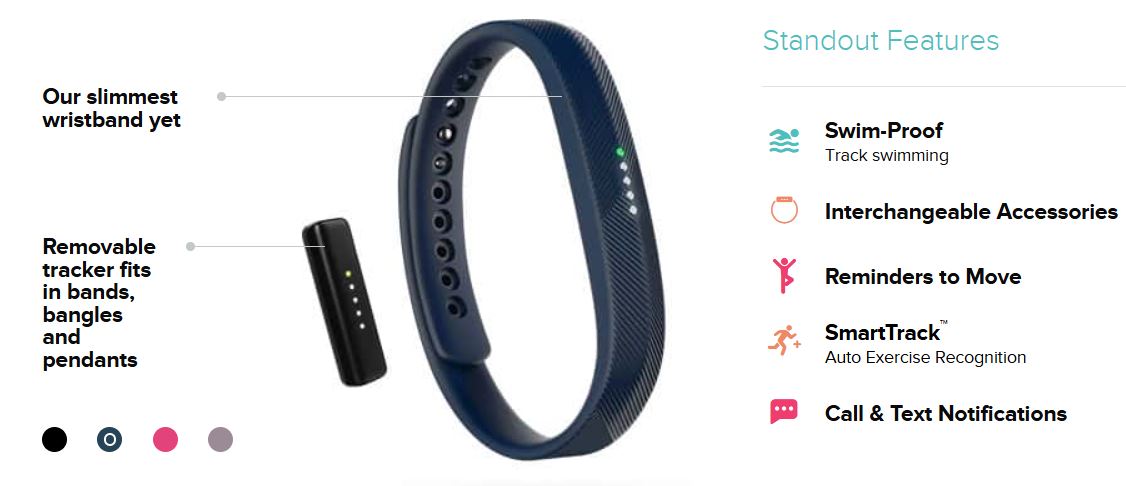 Our slimmest
wristband yet
Removable
tracker fits
in bands,
bangles
and
pendants
Standout Features
Swim-Proof
Track swimming
Interchangeable Accessories
Reminders to Move
SmartTrack™
Auto Exercise Recognition
Call & Text Notifications